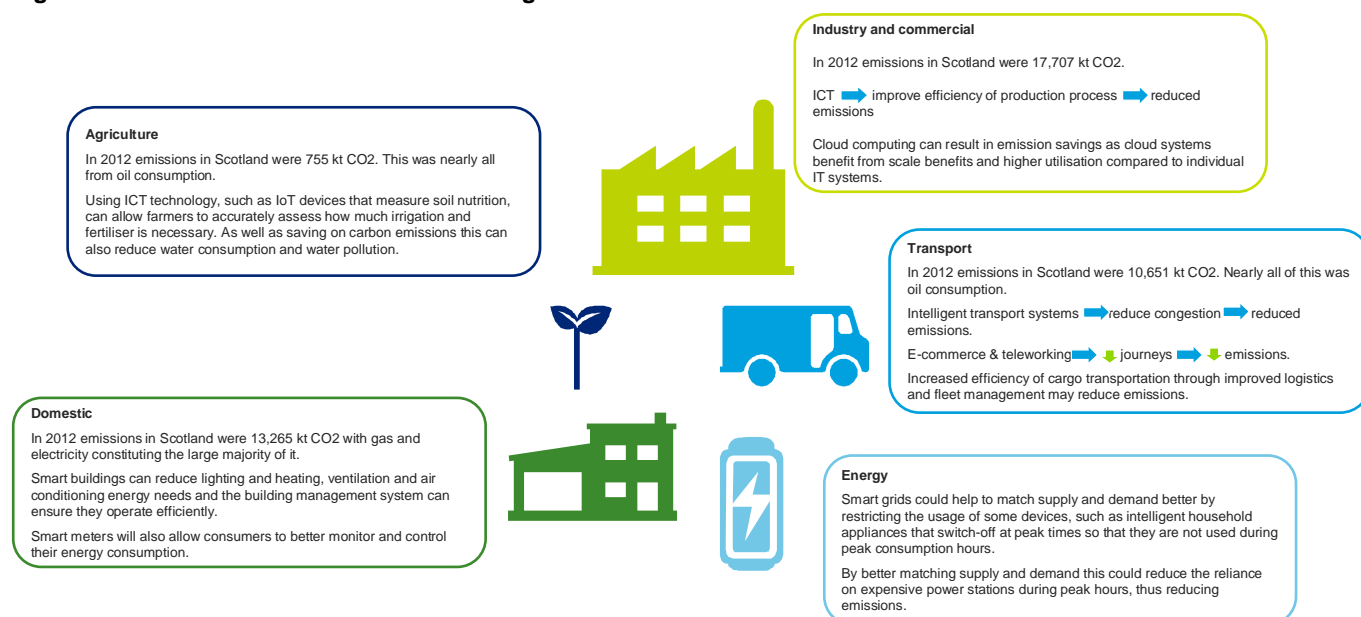 Industry and commercial
In 2012 emissions in Scotland were 17,707 kt CO2.
ICT improve efficiency of production process reduced
emissions
Cloud computing can result in emission savings as cloud systems
benefit from scale benefits and higher utilisation compared to individual
IT systems.
Agriculture
In 2012 emissions in Scotland were 755 kt CO2. This was nearly all
from oil consumption.
Using ICT technology, such as IoT devices that measure soil nutrition,
can allow farmers to accurately assess how much irrigation and
fertiliser is necessary. As well as saving on carbon emissions this can
also reduce water consumption and water pollution.
Transport
In 2012 emissions in Scotland were 10,651 kt CO2. Nearly all of this was
oil consumption.
Intelligent transport systems reduce congestion reduced
emissions.
E-commerce & teleworking journeys emissions.
Increased efficiency of cargo transportation through improved logistics
and fleet management may reduce emissions.
Domestic
In 2012 emissions in Scotland were 13,265 kt CO2 with gas and
electricity constituting the large majority of it.
Smart buildings can reduce lighting and heating, ventilation and air
conditioning energy needs and the building management system can
ensure they operate efficiently.
Smart meters will also allow consumers to better monitor and control
their energy consumption.
Energy
Smart grids could help to match supply and demand better by
restricting the usage of some devices, such as intelligent household
appliances that switch-off at peak times so that they are not used during
peak consumption hours.
By better matching supply and demand this could reduce the reliance
on expensive power stations during peak hours, thus reducing
emissions.